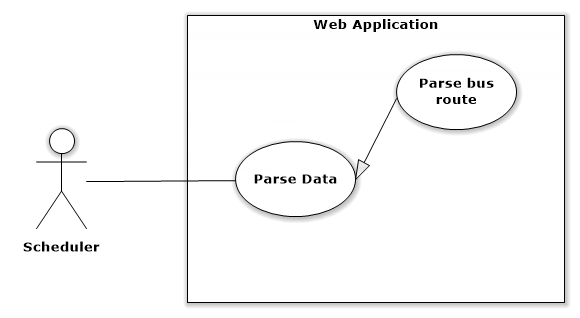 Web Application
Parse bus
route
Parse Data
Scheduler